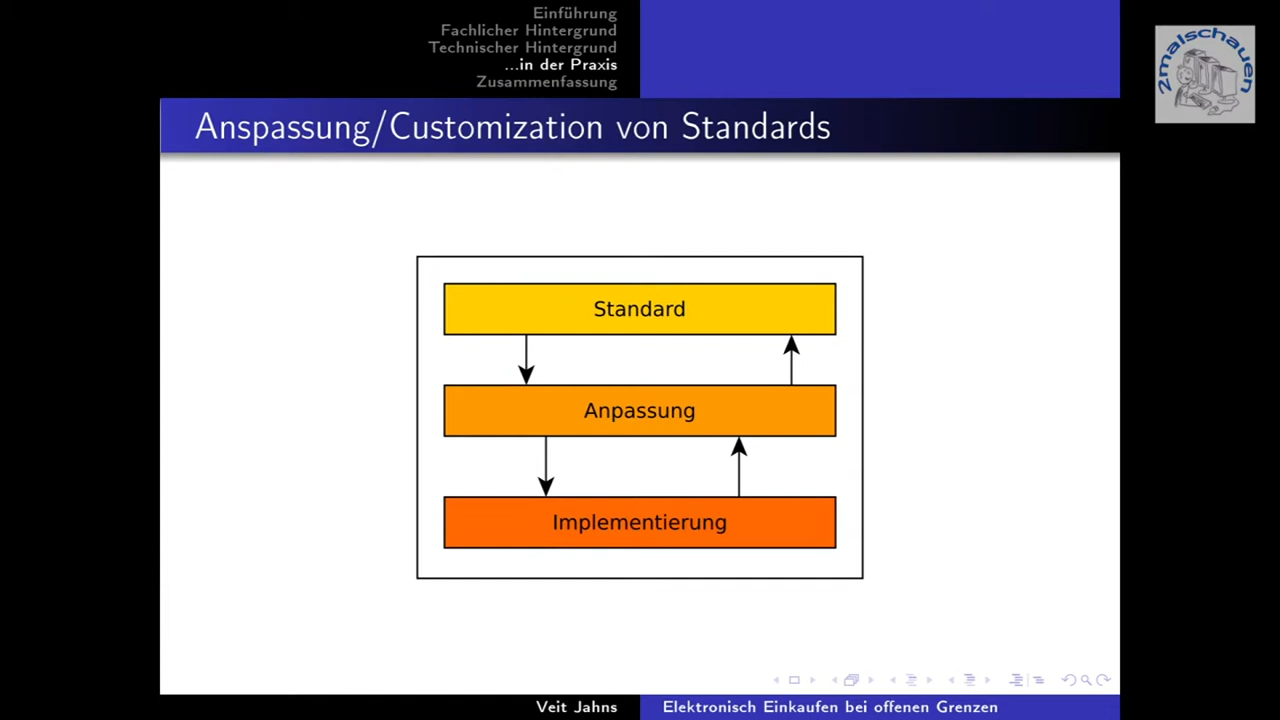 Einführung
Fachlicher Hintergrund
Technischer Hintergrund
...in der Praxis
Zusammenfassung
2malschauen
Anspassung/Customization von Standards
Standard
Anpassung
Implementierung
Veit Jahns
Elektronisch Einkaufen bei offenen Grenzen